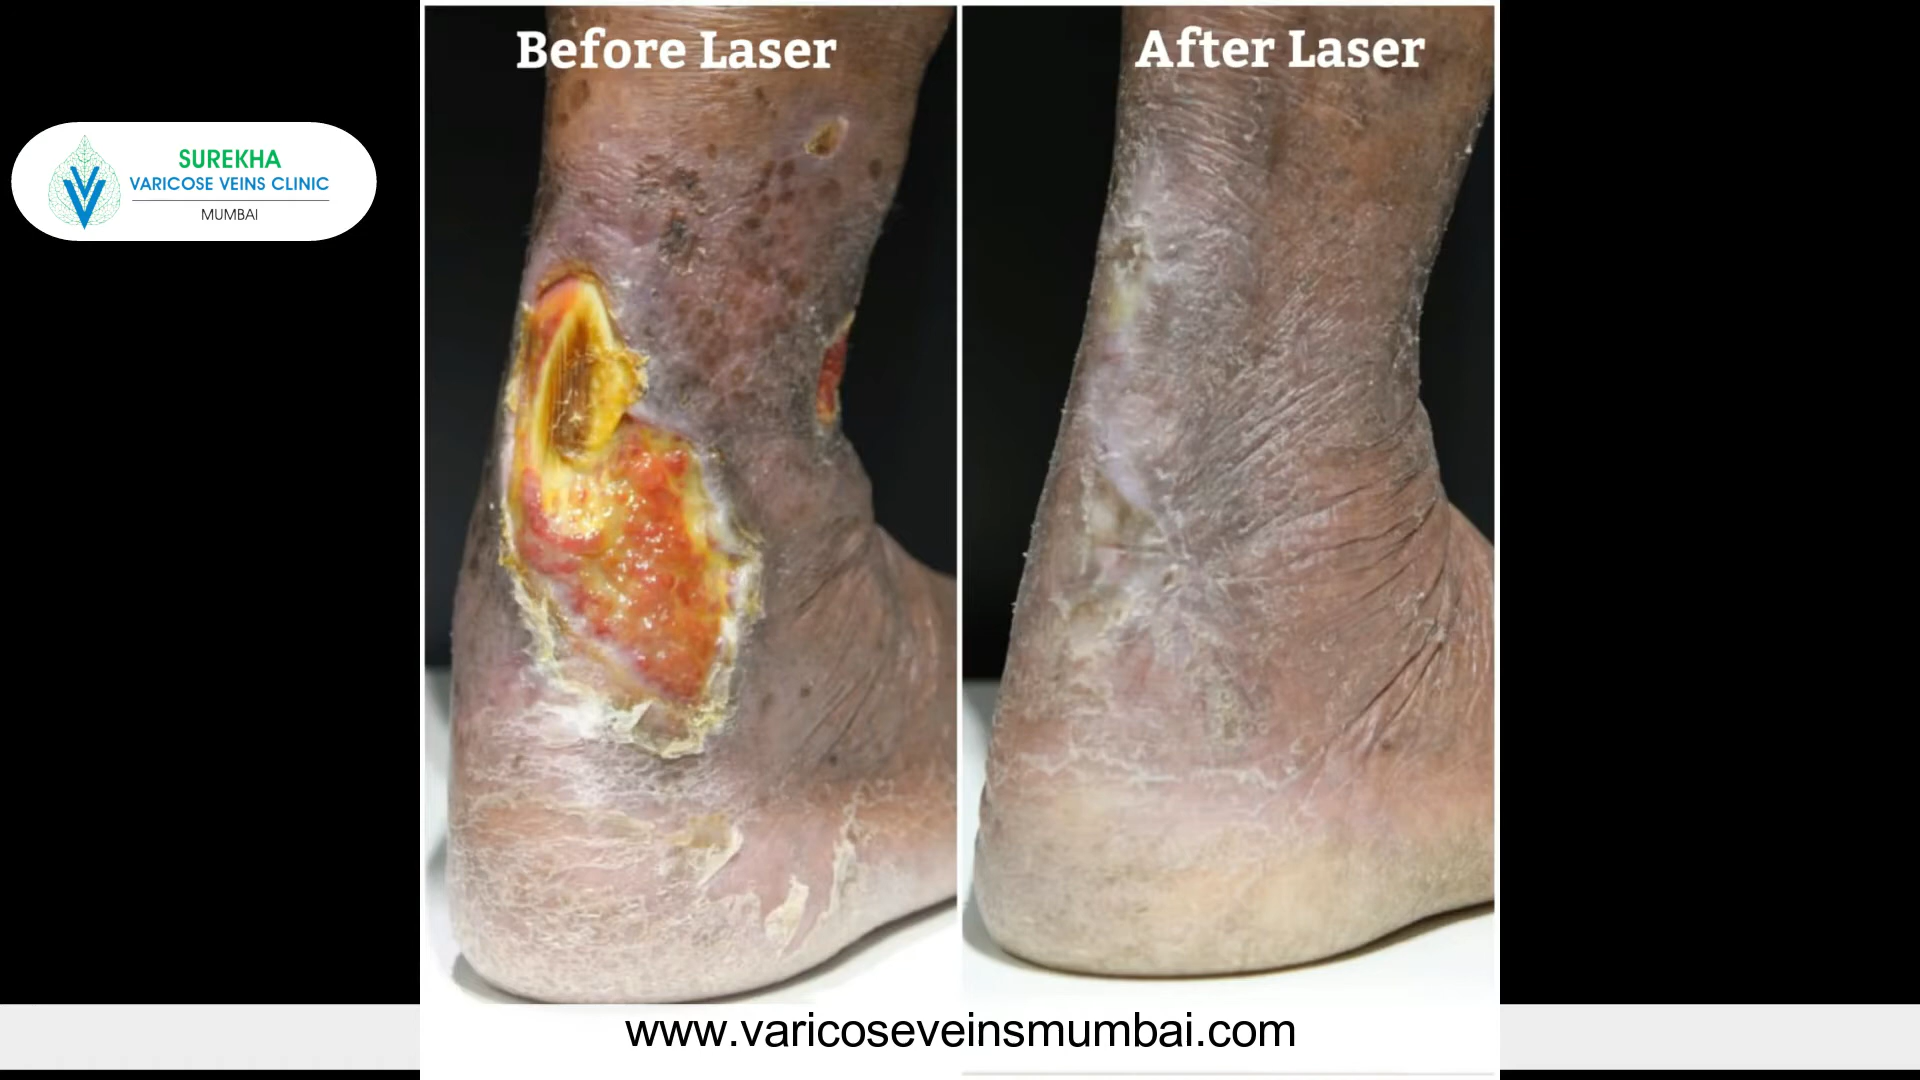 Before Laser
After Laser
SUREKHA
VARICOSE VEINS CLINIC
MUMBAI
www.varicoseveinsmumbai.com